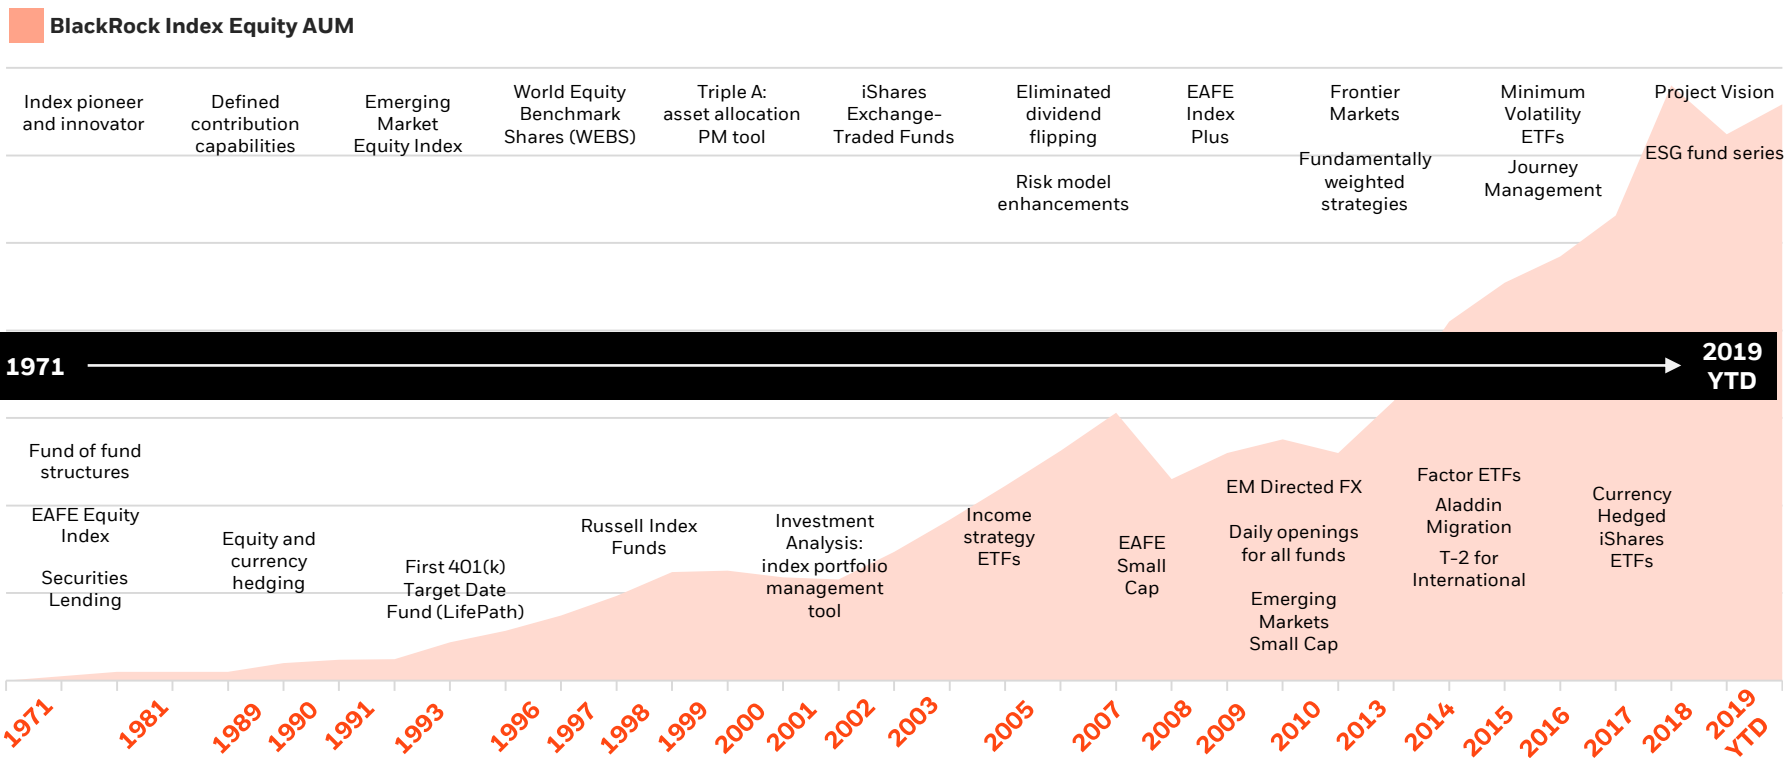 BlackRock Index Equity AUM
Index pioneer
and innovator
Defined
contribution
capabilities
Emerging
Market
Equity Index
World Equity
Benchmark
Shares (WEBS)
Triple A:
asset allocation
PM tool
iShares
Exchange-
Traded Funds
Eliminated
dividend
flipping
Risk model
enhancements
EAFE
Index
Plus
Frontier
Markets
Fundamentally
weighted
strategies
Minimum
Volatility
ETFs
Journey
Management
Project Vision
ESG fund series
1971
2019
YTD
Fund of fund
structures
EAFE Equity
Index
Securities
Lending
Equity and
currency
hedging
First 401(k)
Target Date
Fund (LifePath)
Russell Index
Funds
Investment
Analysis:
index portfolio
management
tool
Income
strategy
ETFs
EAFE
Small
Cap
EM Directed FX
Daily openings
for all funds
Emerging
Markets
Small Cap
Factor ETFs
Aladdin
Migration
T-2 for
International
Currency
Hedged
iShares
ETFs
1971
1981
1989
1990
1991
1993
1996
1997
1998
1999
2000
2001
2002
2003
2005
2007
2008
2009
2010
2013
2014
2015
2016
2017
2018
2019
YTD